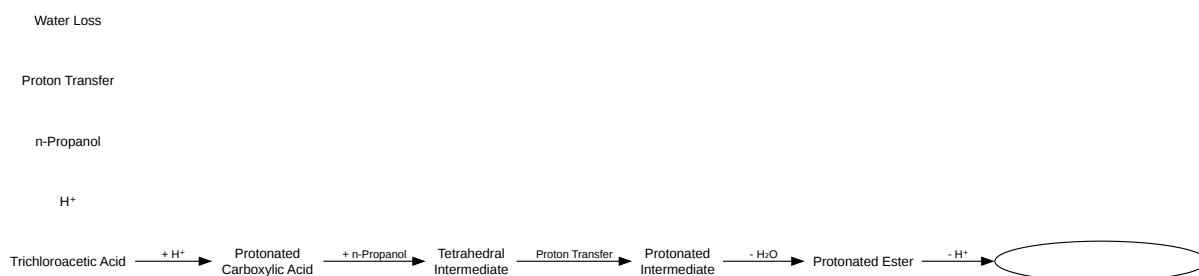 Water Loss
Proton Transfer
n-Propanol
H⁺
Trichloroacetic Acid
+ H⁺
Protonated
Carboxylic Acid
+ n-Propanol
Tetrahedral
Intermediate
Proton Transfer
Protonated
Intermediate
- H₂O
Protonated Ester
- H⁺